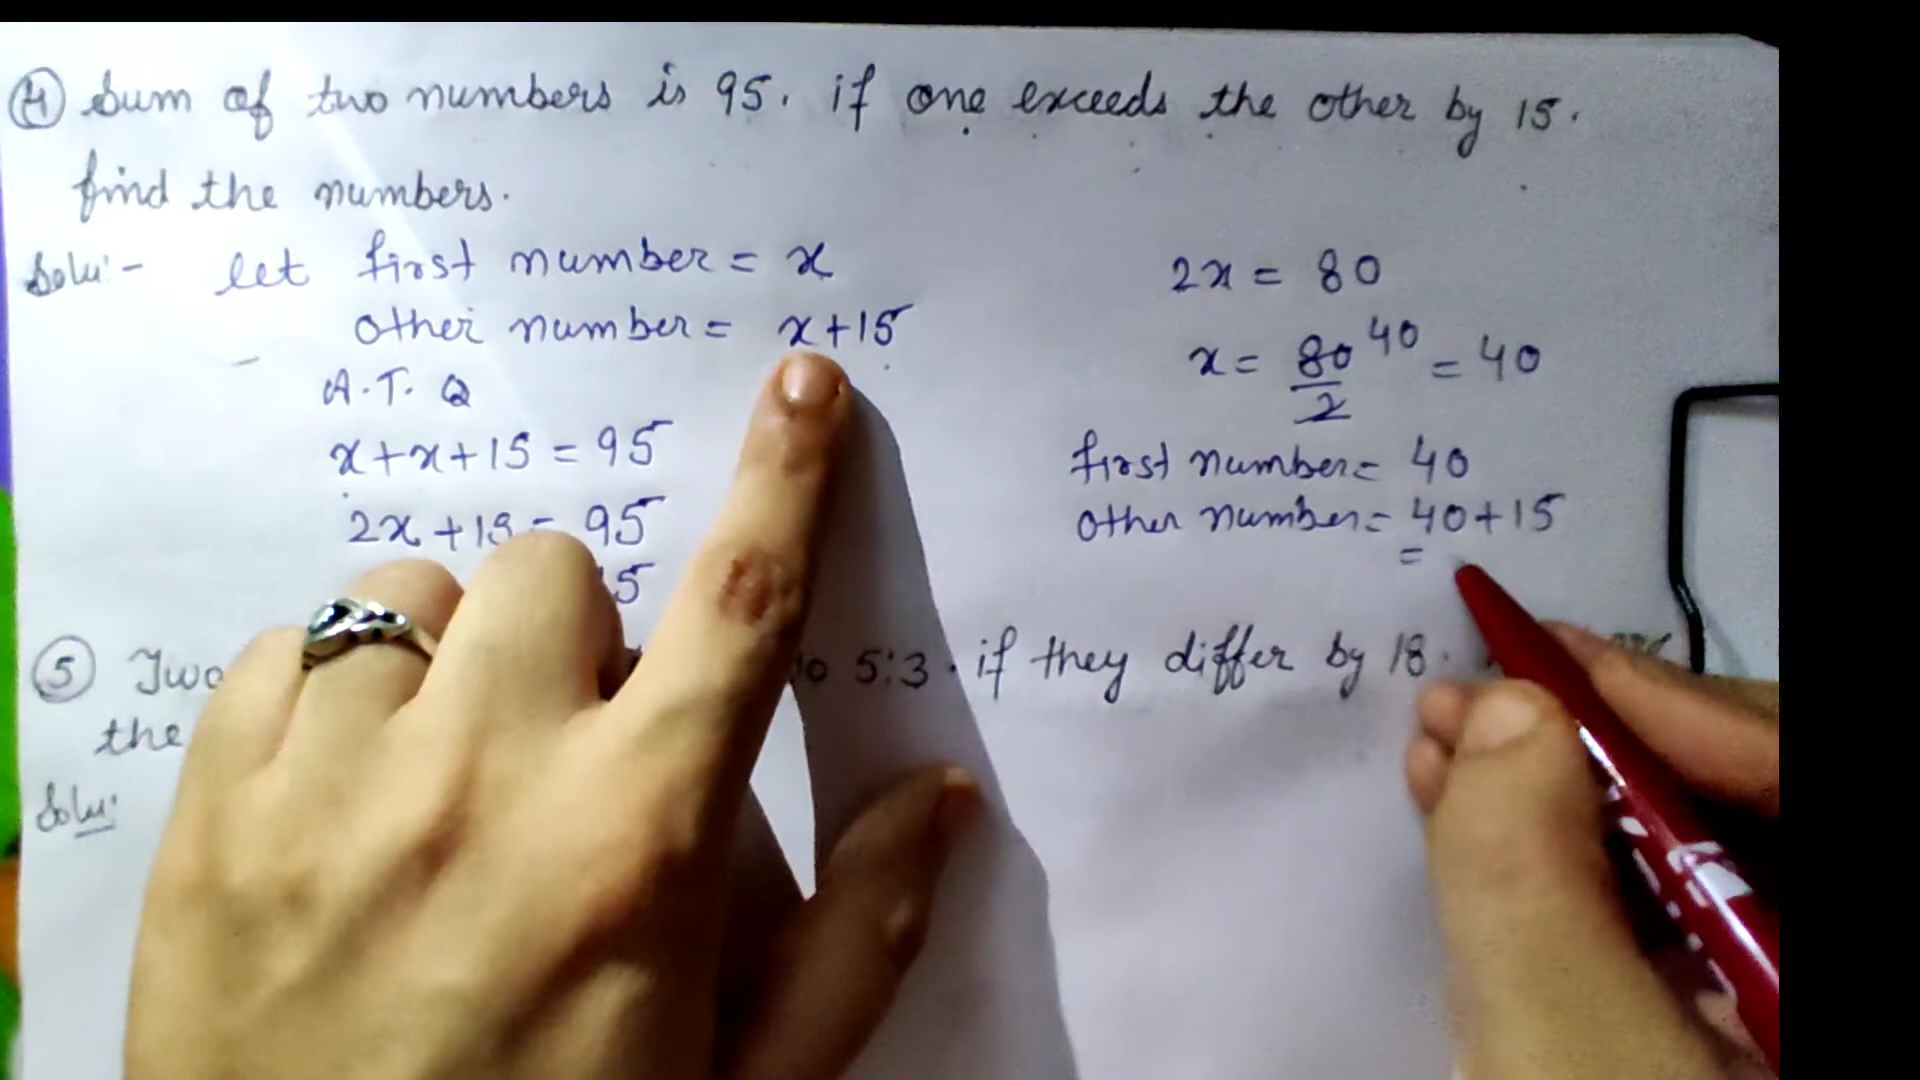 ④ Sum of two numbers is 95. if one exceeds the other by 15.
find the numbers.
Solu:- let first number = x
other number = x+15
A.T.Q
x+x+15 = 95
2x+15 = 95
15
2x = 80
x = 80/2 40 = 40
first number = 40
other number = 40+15
=
⑤ Two 5:3. if they differ by 18.
the
Solu: